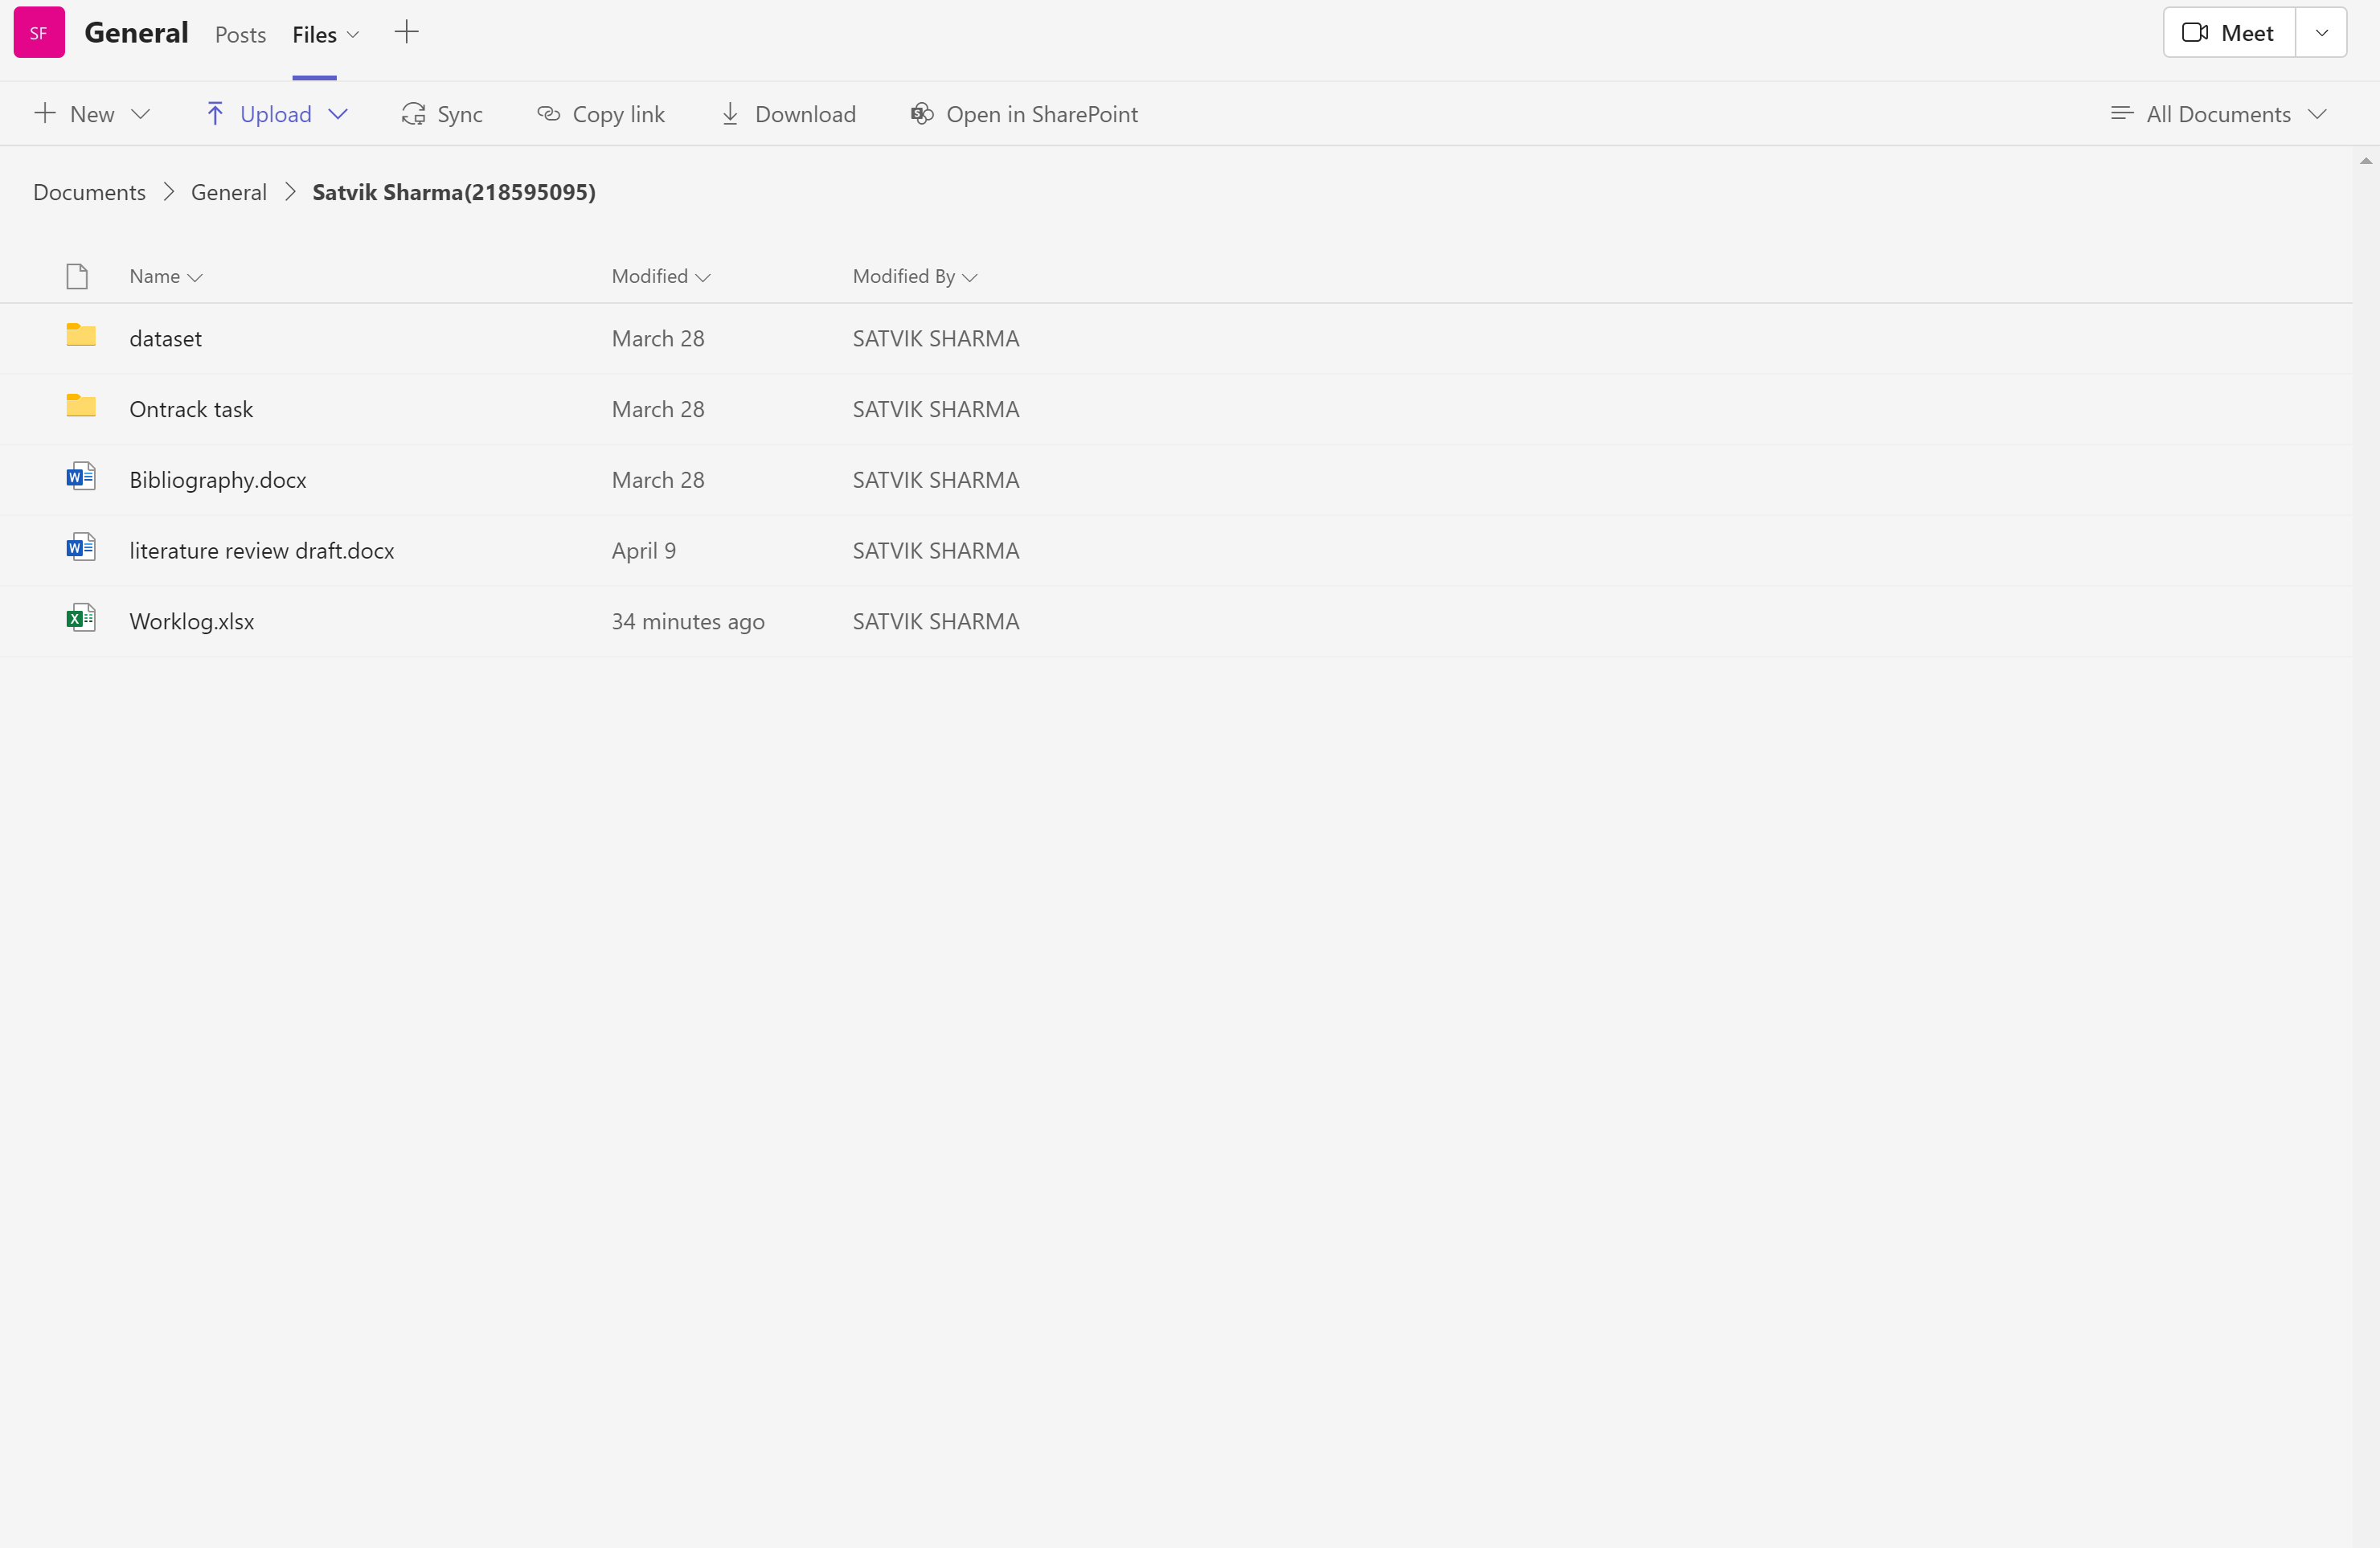 SF General Posts Files Meet
New Upload Sync Copy link Download Open in SharePoint All Documents
Documents General Satvik Sharma(218595095)
Name Modified Modified By
dataset March 28 SATVIK SHARMA
Ontrack task March 28 SATVIK SHARMA
Bibliography.docx March 28 SATVIK SHARMA
literature review draft.docx April 9 SATVIK SHARMA
Worklog.xlsx 34 minutes ago SATVIK SHARMA